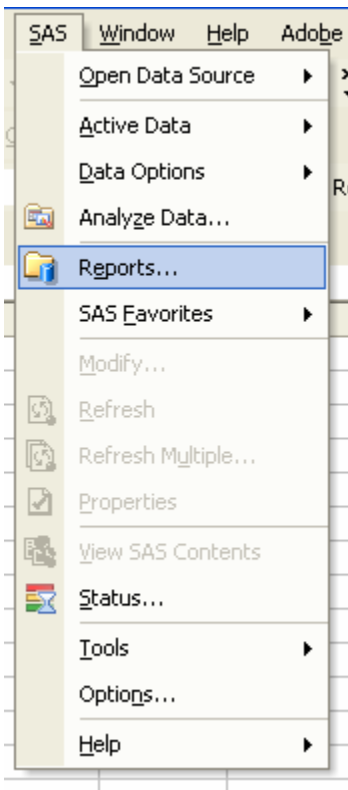 SAS Window Help Adobe
Open Data Source
Active Data
Data Options
Analyze Data...
Reports...
SAS Favorites
Modify...
Refresh
Refresh Multiple...
Properties
View SAS Contents
Status...
Tools
Options...
Help